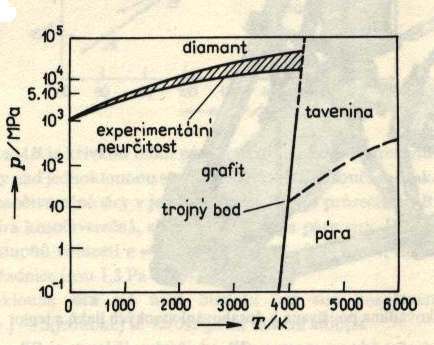 10⁵
diamant
10⁴
5.10³
10³
p/MPa
tavenina
experimentální
neurčitost
10²
grafit
trojný bod
10
pára
1
10⁻¹
0
1000
2000
3000
4000
5000
6000
T/K